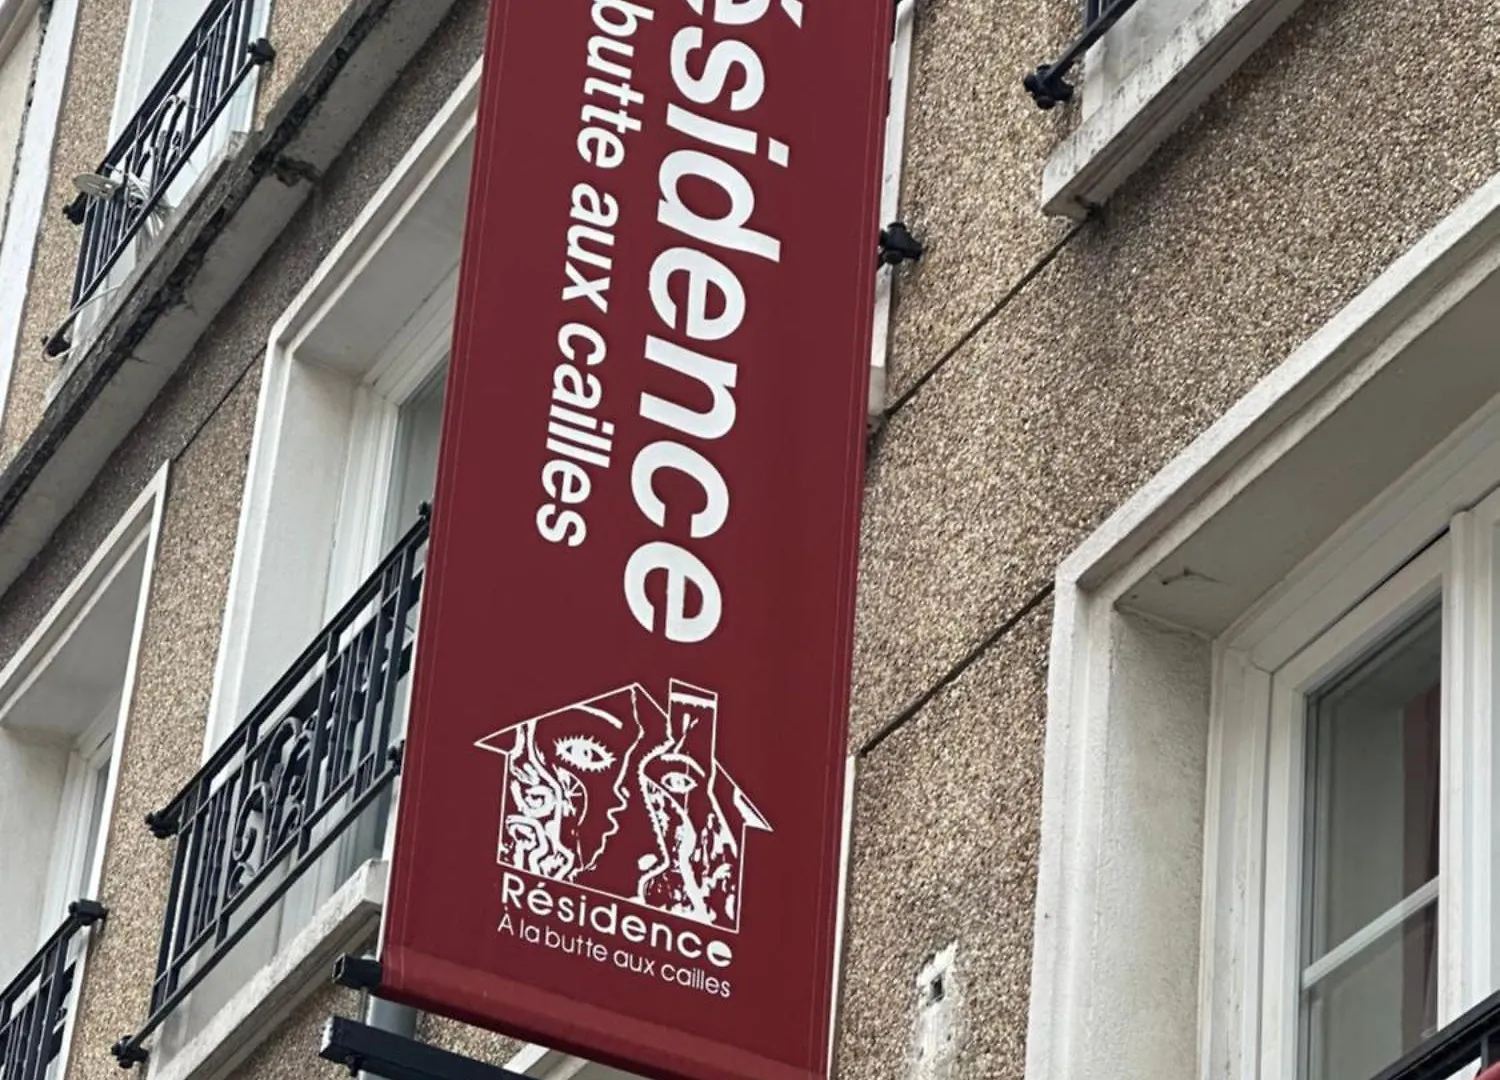 ésidence
butte aux cailles
Résidence
À la butte aux cailles